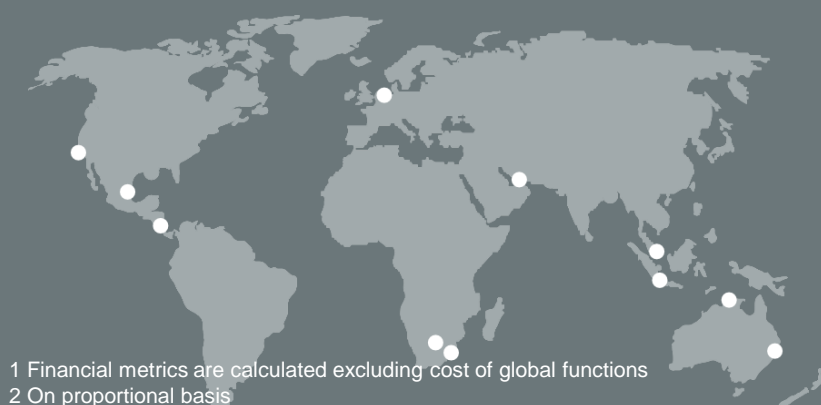 1 Financial metrics are calculated excluding cost of global functions
2 On proportional basis